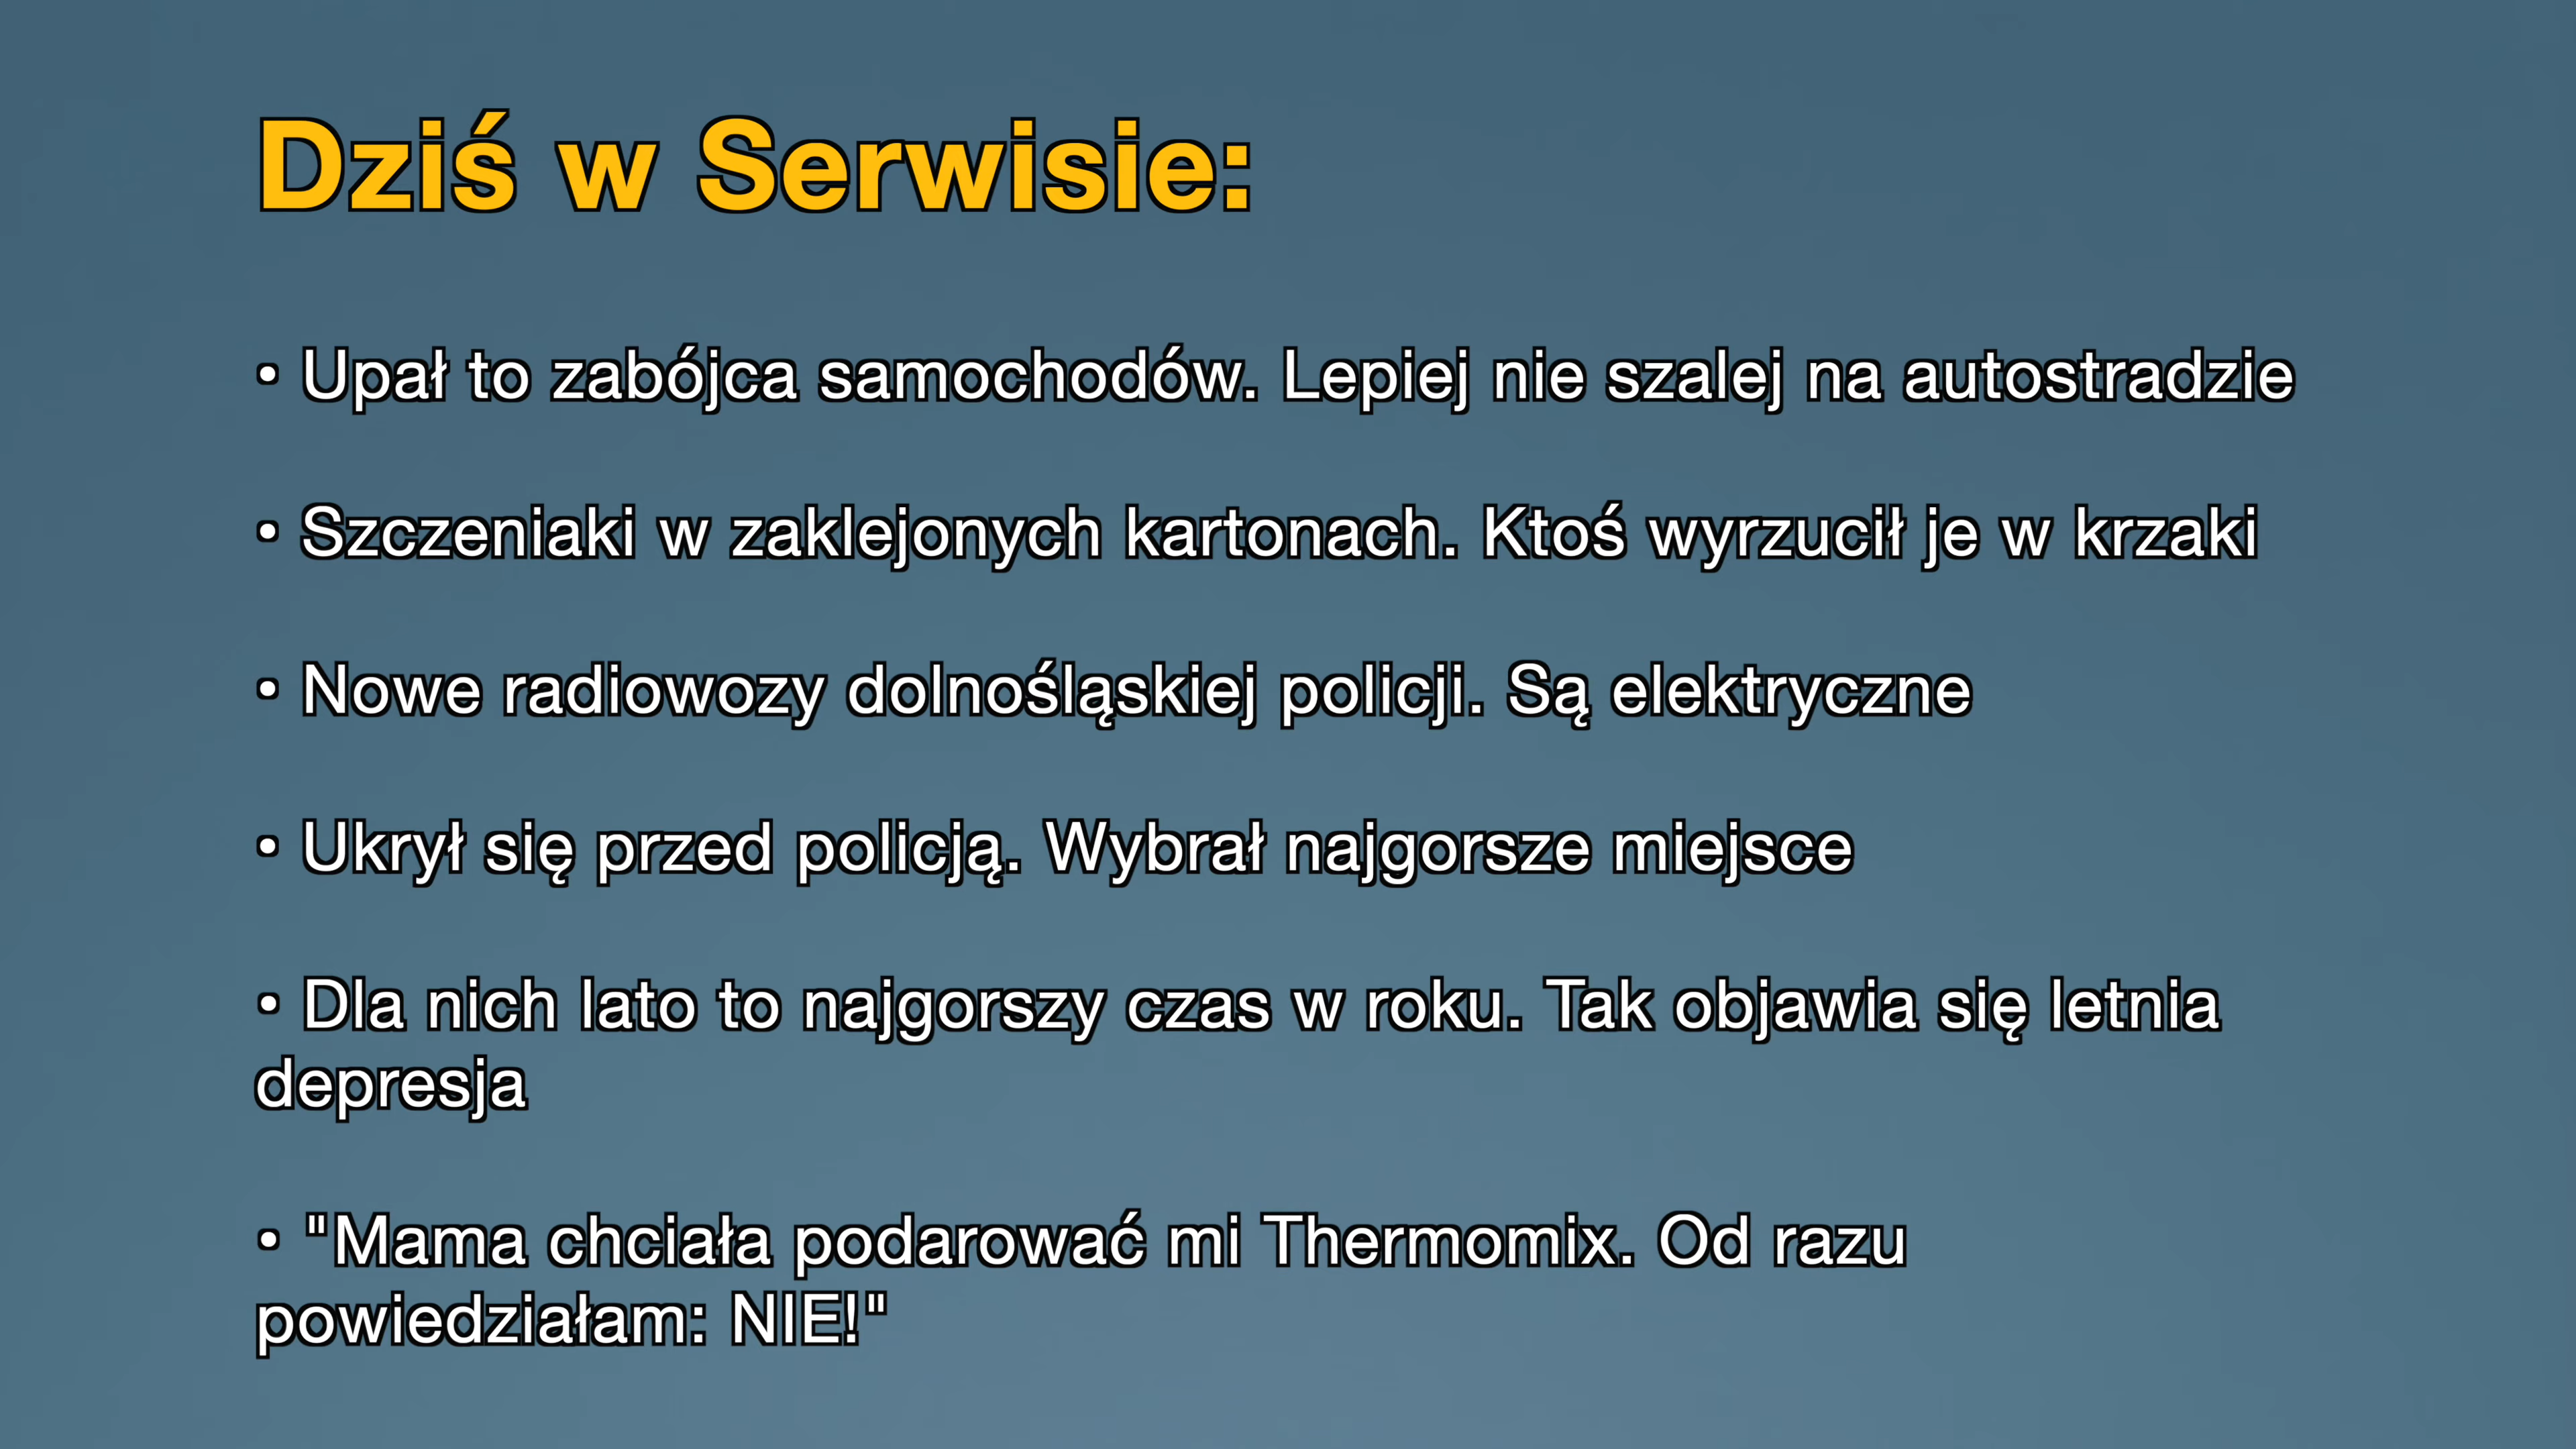 Dziś w Serwisie:
• Upał to zabójca samochodów. Lepiej nie szalej na autostradzie
• Szczeniaki w zaklejonych kartonach. Ktoś wyrzucił je w krzaki
• Nowe radiowozy dolnośląskiej policji. Są elektryczne
• Ukrył się przed policją. Wybrał najgorsze miejsce
• Dla nich lato to najgorszy czas w roku. Tak objawia się letnia
depresja
• "Mama chciała podarować mi Thermomix. Od razu
powiedziałam: NIE!"